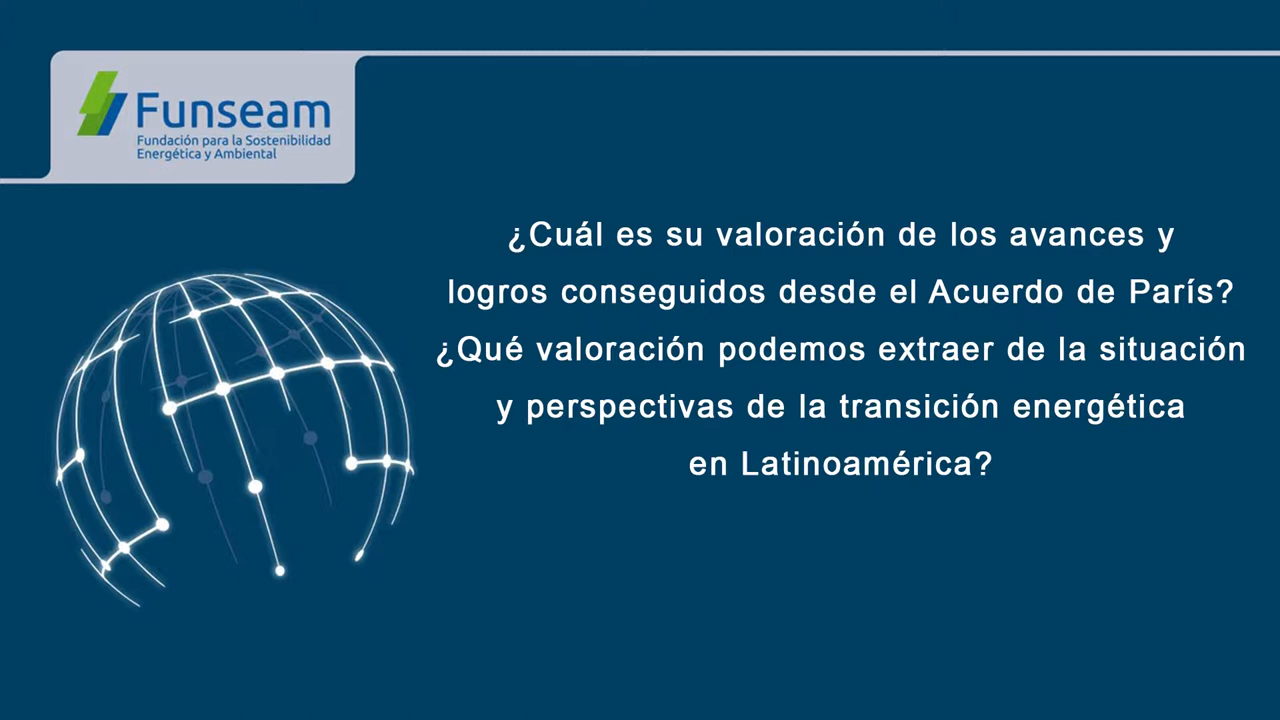 Funseam
Fundación para la Sostenibilidad
Energética y Ambiental
¿Cuál es su valoración de los avances y
logros conseguidos desde el Acuerdo de París?
¿Qué valoración podemos extraer de la situación
y perspectivas de la transición energética
en Latinoamérica?